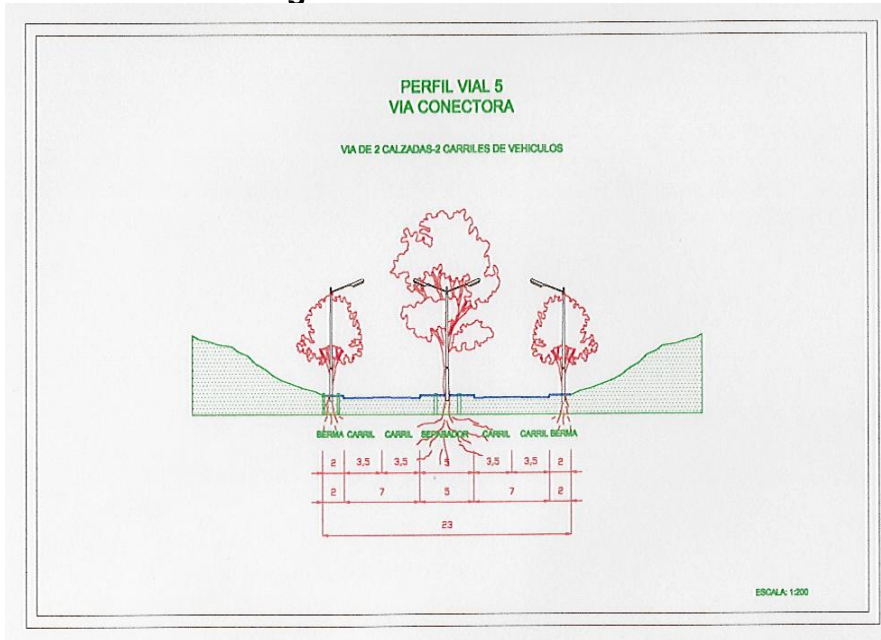 PERFIL VIAL 5
VIA CONECTORA
VIA DE 2 CALZADAS-2 CARRILES DE VEHICULOS
BERMA CARRIL CARRIL SEPARADOR CARRIL CARRIL BERMA
2 3,5 3,5 5 3,5 3,5 2
2 7 5 7 2
23
ESCALA: 1:200